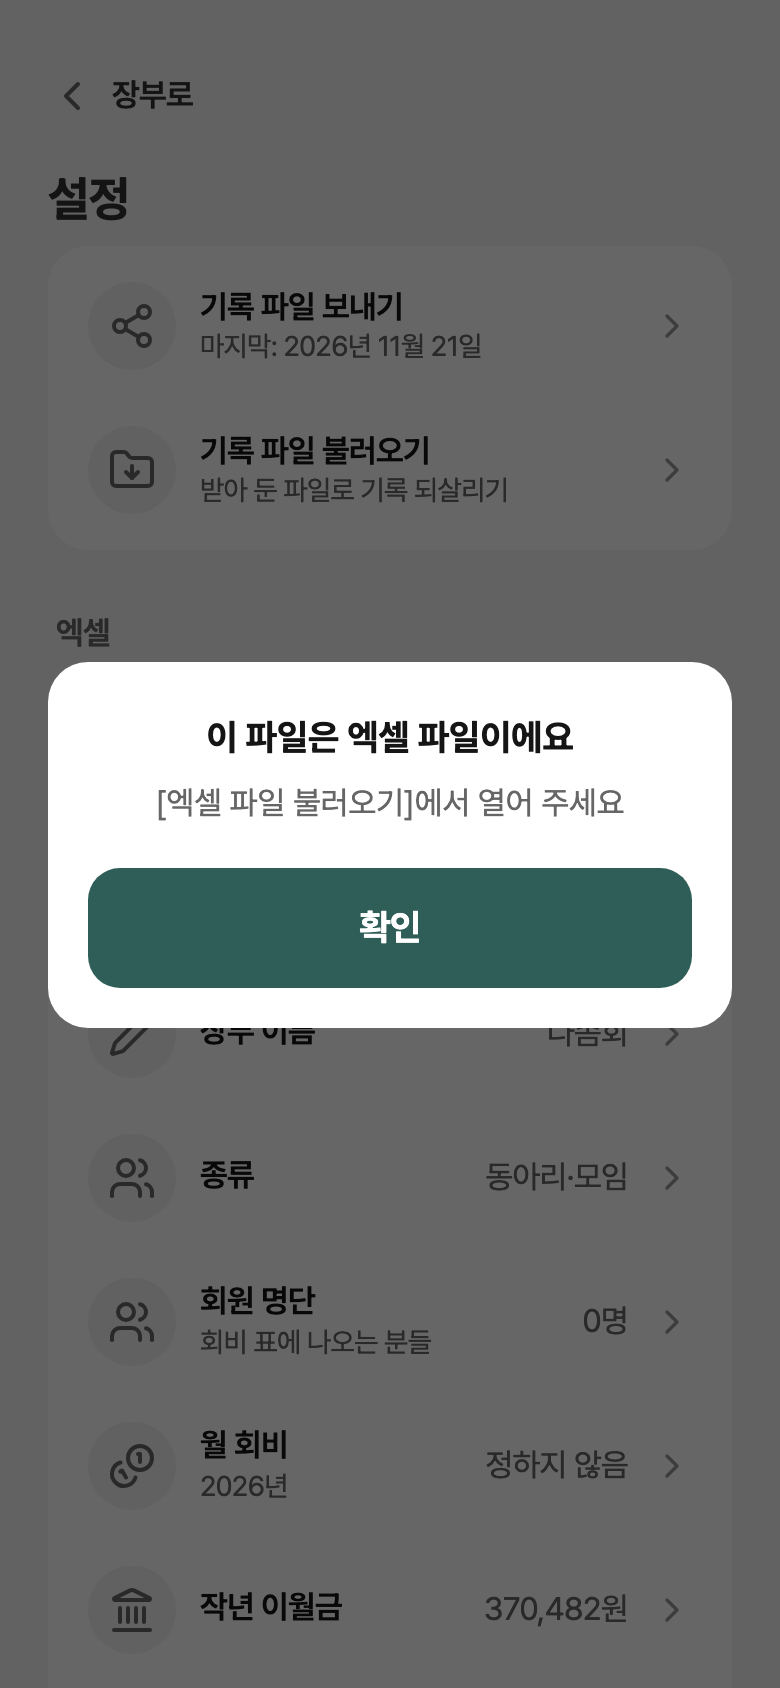 장부로
설정
기록 파일 보내기
마지막: 2026년 11월 21일
기록 파일 불러오기
받아 둔 파일로 기록 되살리기
엑셀
이 파일은 엑셀 파일이에요
[엑셀 파일 불러오기]에서 열어 주세요
확인
장부 이름
종류 동아리·모임
회원 명단 0명
회비 표에 나오는 분들
월 회비 정하지 않음
2026년
작년 이월금 370,482원